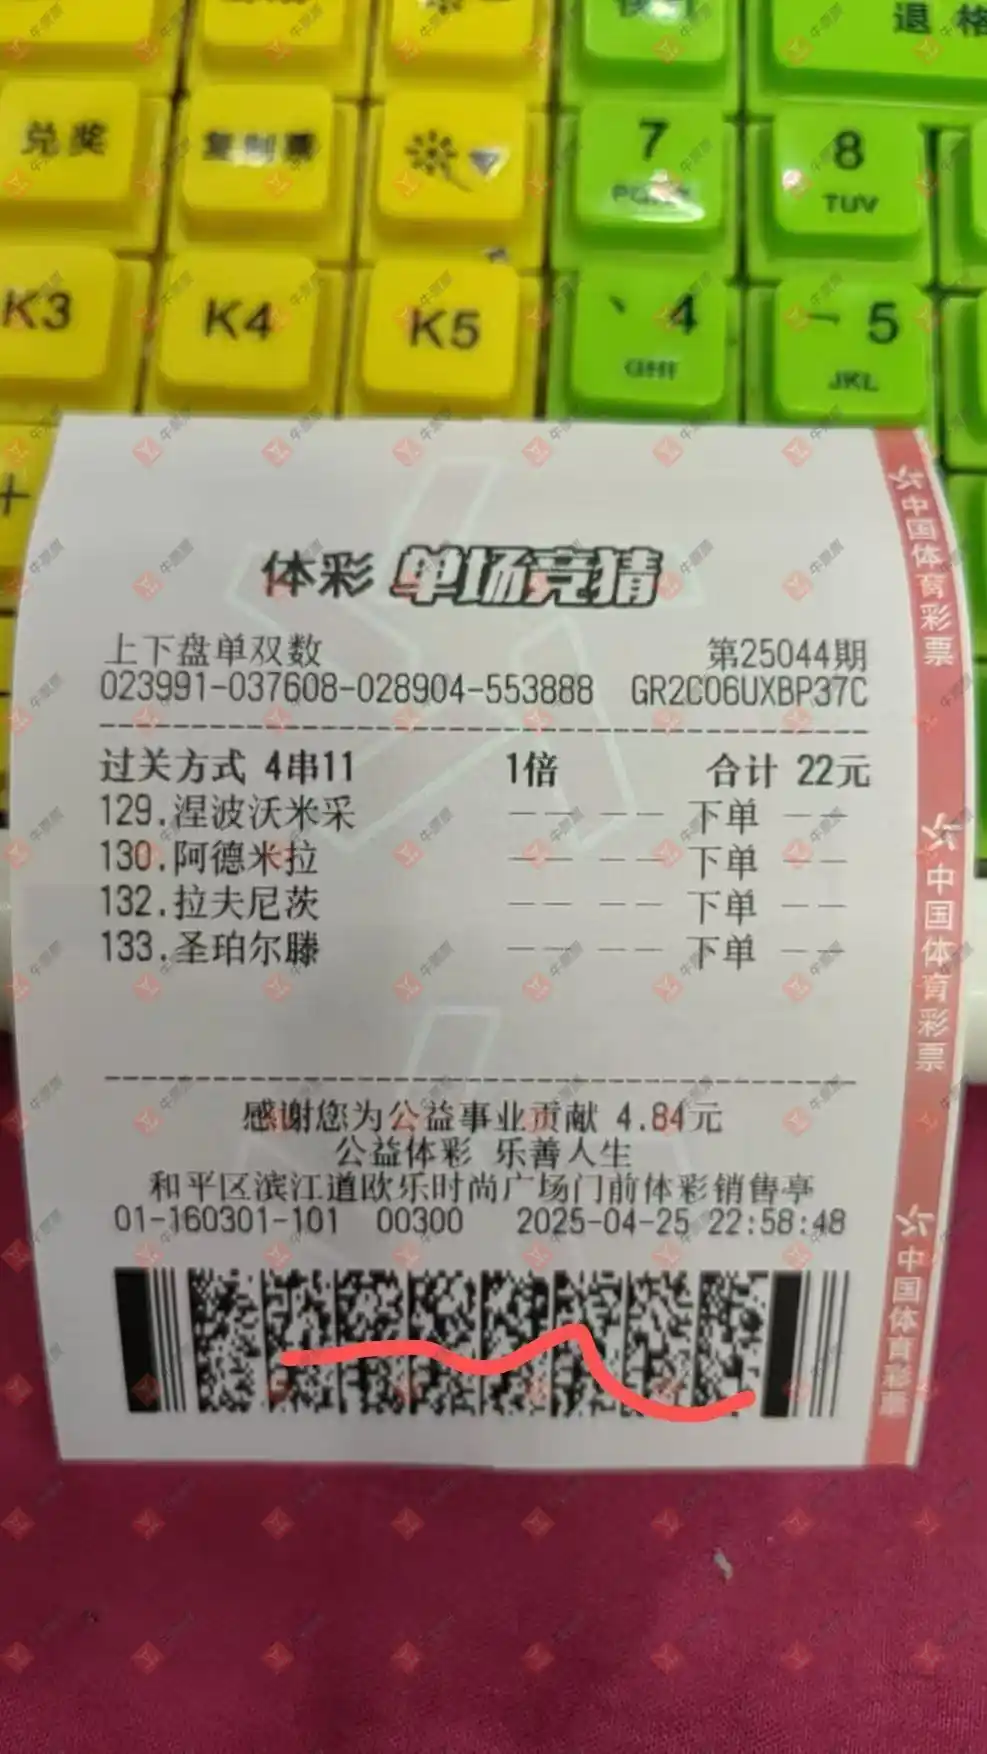 退 格
兑奖
复制票
7
8
TUV
K3
K4
K5
、 4
GHI
一 5
JKL
体彩 单场竞猜
上下盘单双数 第25044期
023991-037608-028904-553888 GR2C06UXBP37C
过关方式 4串11 1倍 合计 22元
129.涅波沃米采 -- -- 下单 --
130.阿德米拉 -- -- 下单 --
132.拉夫尼茨 -- -- 下单 --
133.圣珀尔滕 -- -- 下单 --
感谢您为公益事业贡献 4.84元
公益体彩 乐善人生
和平区滨江道欧乐时尚广场门前体彩销售亭
01-160301-101 00300 2025-04-25 22:58:48
中国体育彩票
中国体育彩票
中国体育彩票